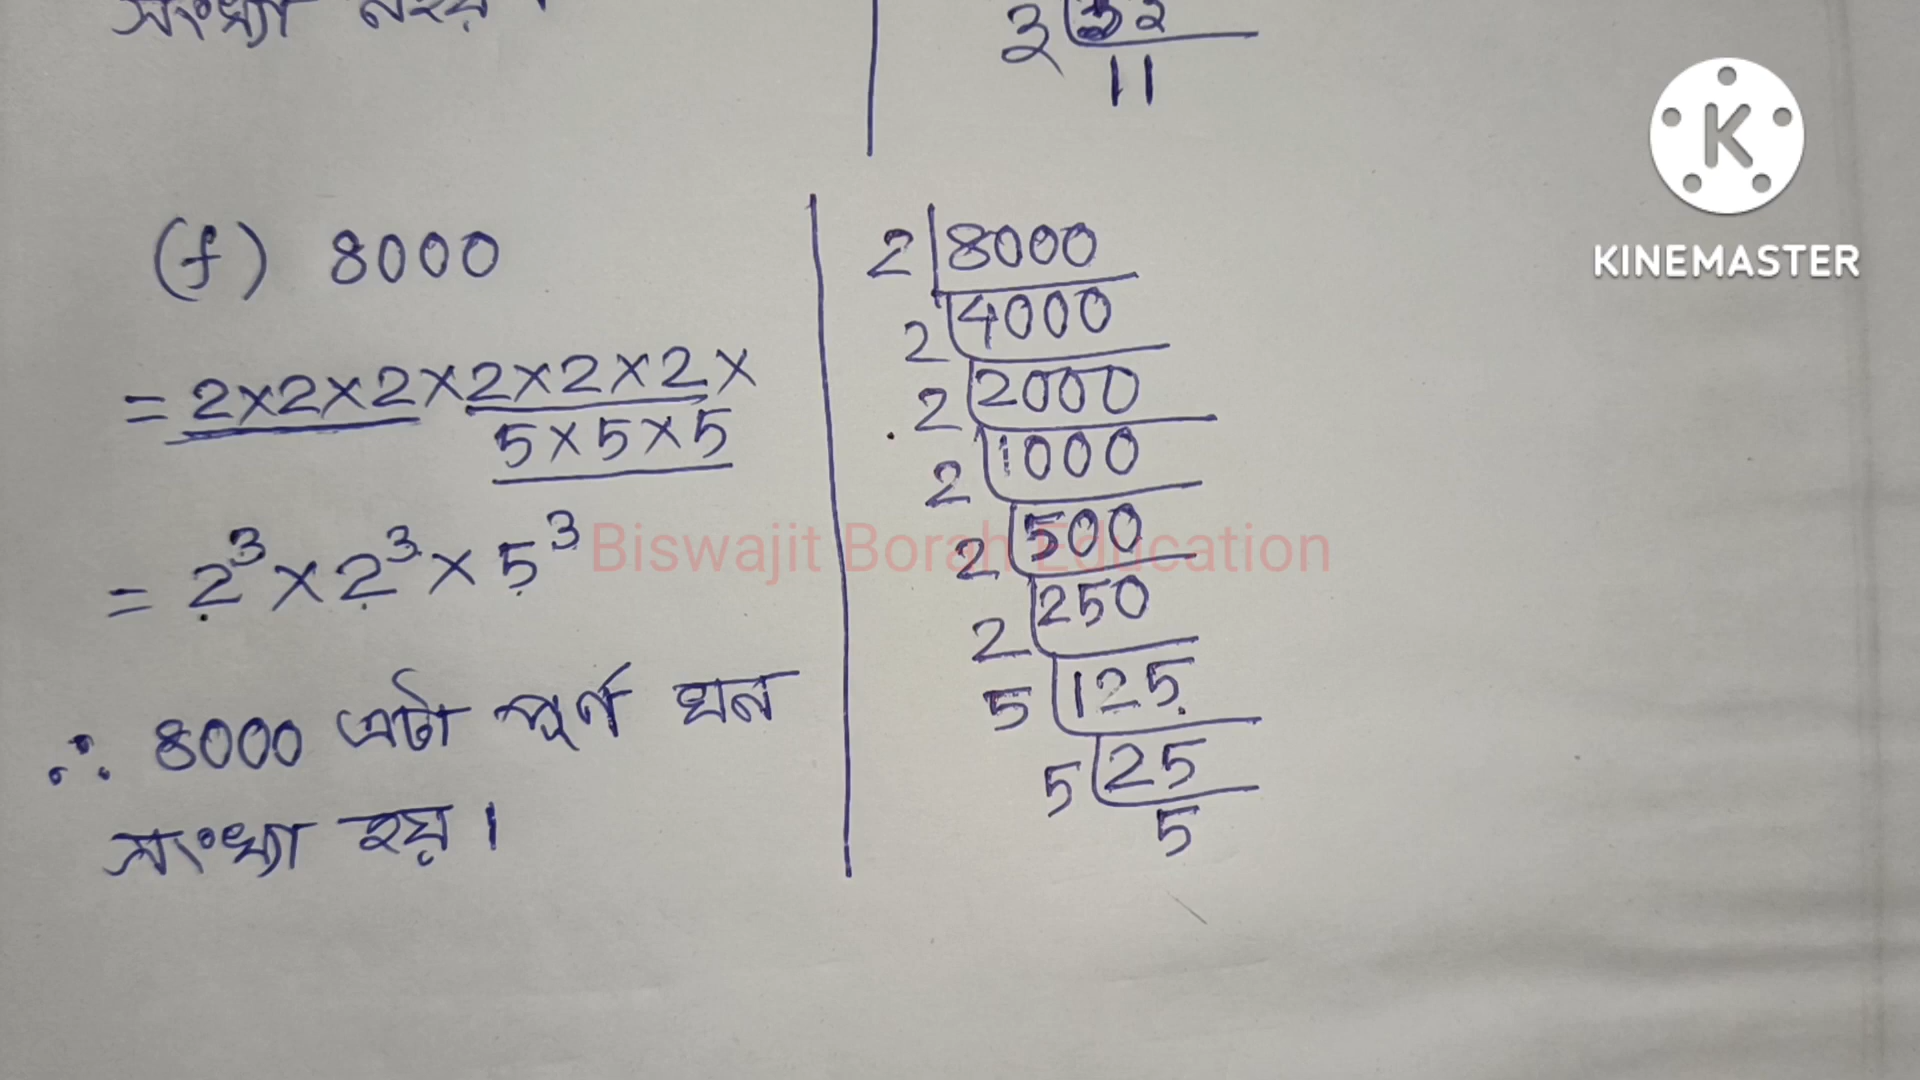 সংখ্যা নহয়।
3 33
11
(f) 8000
= 2×2×2×2×2×2×
5×5×5
= 2³×2³×5³
∴ 8000 এটা পূৰ্ণ ঘন
সংখ্যা হয়।
2 8000
2 4000
2 2000
2 1000
2 500
2 250
2 125
5 25
5 5
KINEMASTER
Biswajit Borah Education